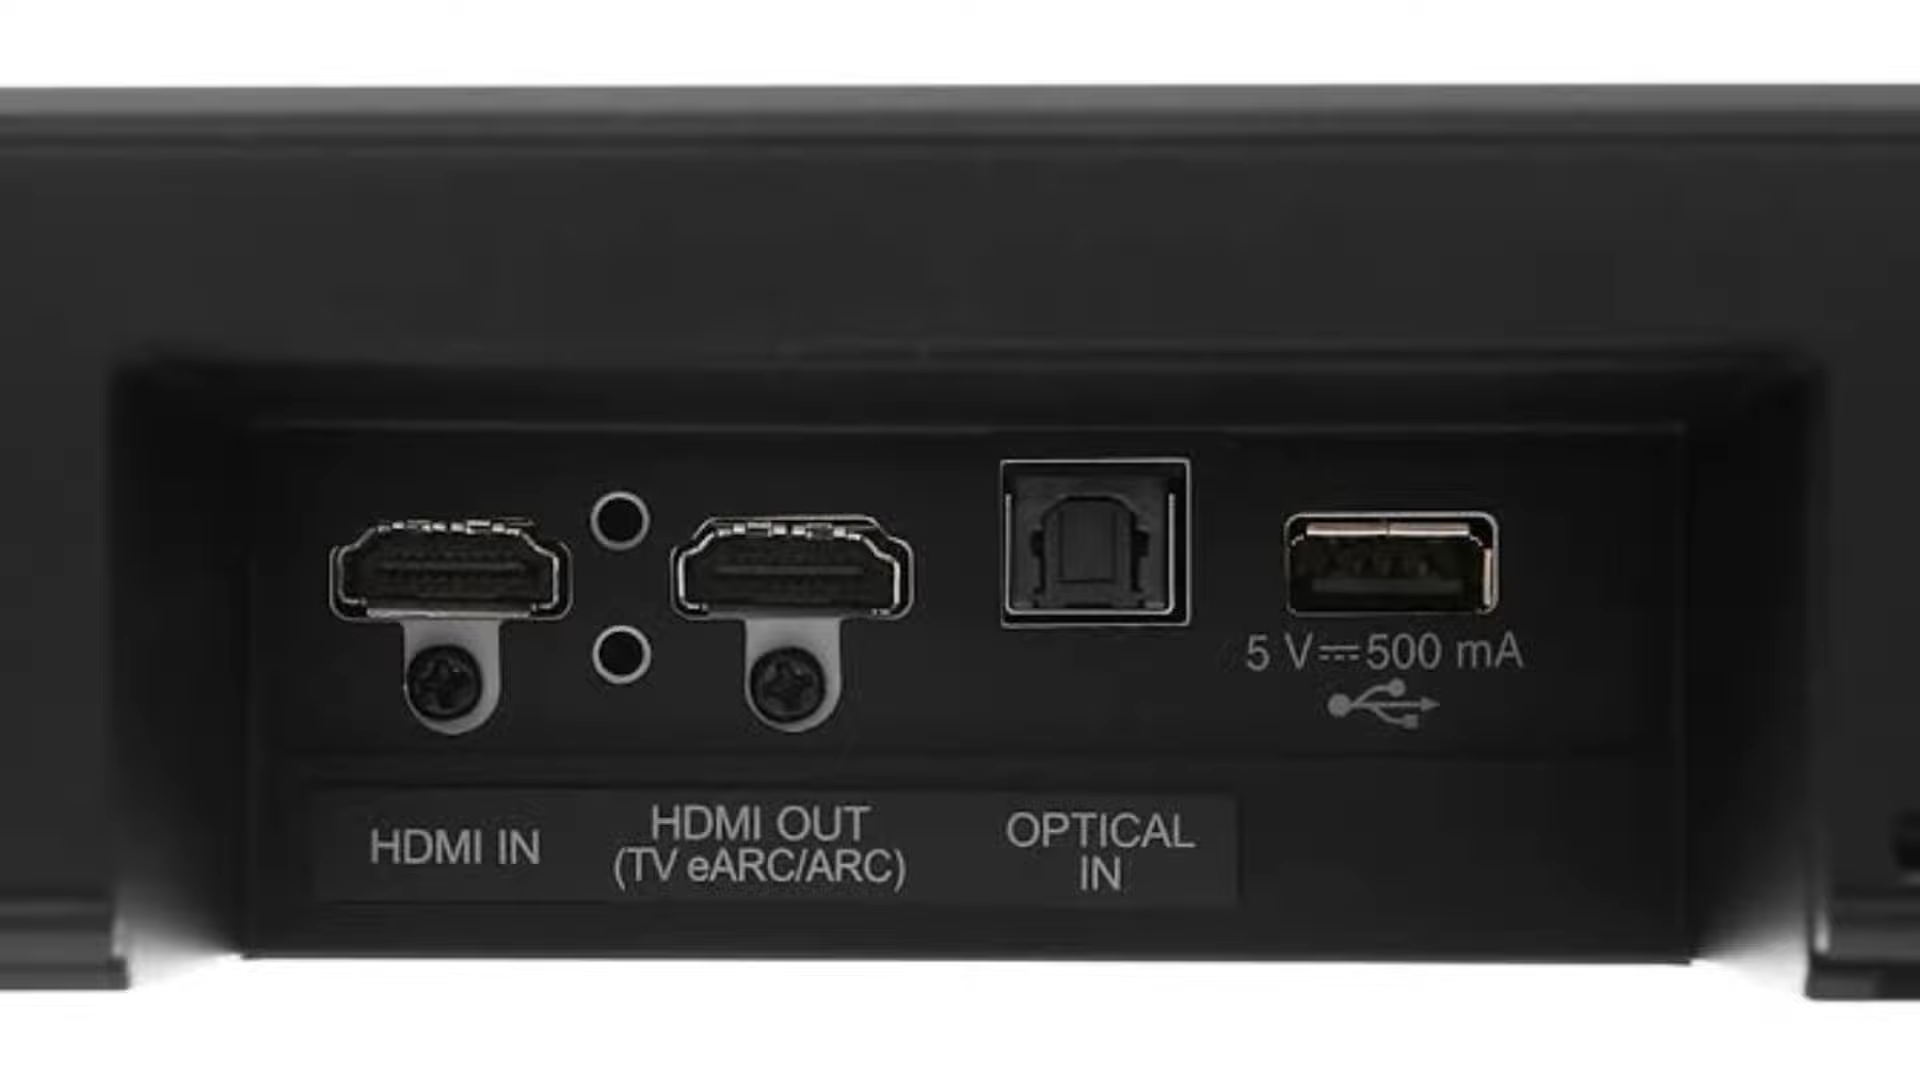 5 V⎓500 mA
HDMI IN
HDMI OUT
(TV eARC/ARC)
OPTICAL
IN